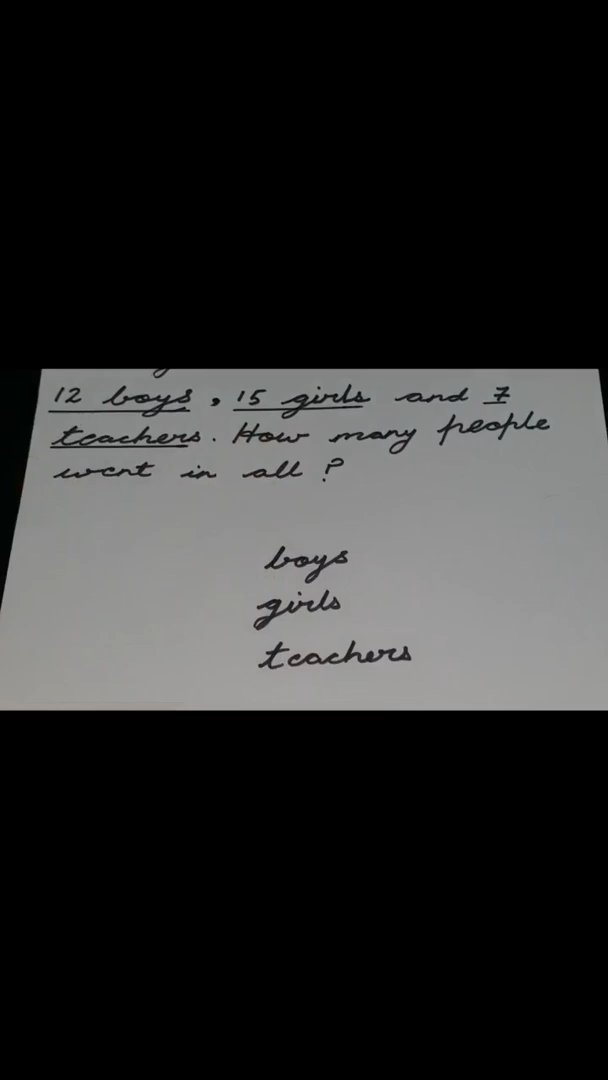 12 boys, 15 girls and 7
teachers. How many people
went in all?
boys
girls
teachers